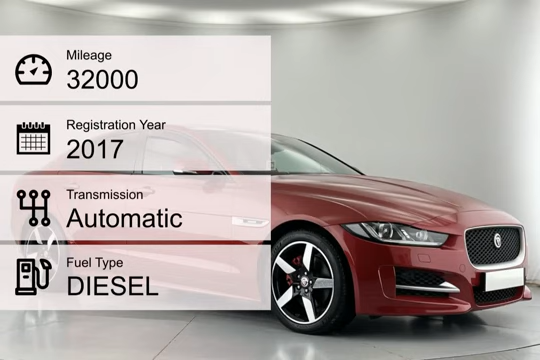 Mileage
32000
Registration Year
2017
Transmission
Automatic
Fuel Type
DIESEL